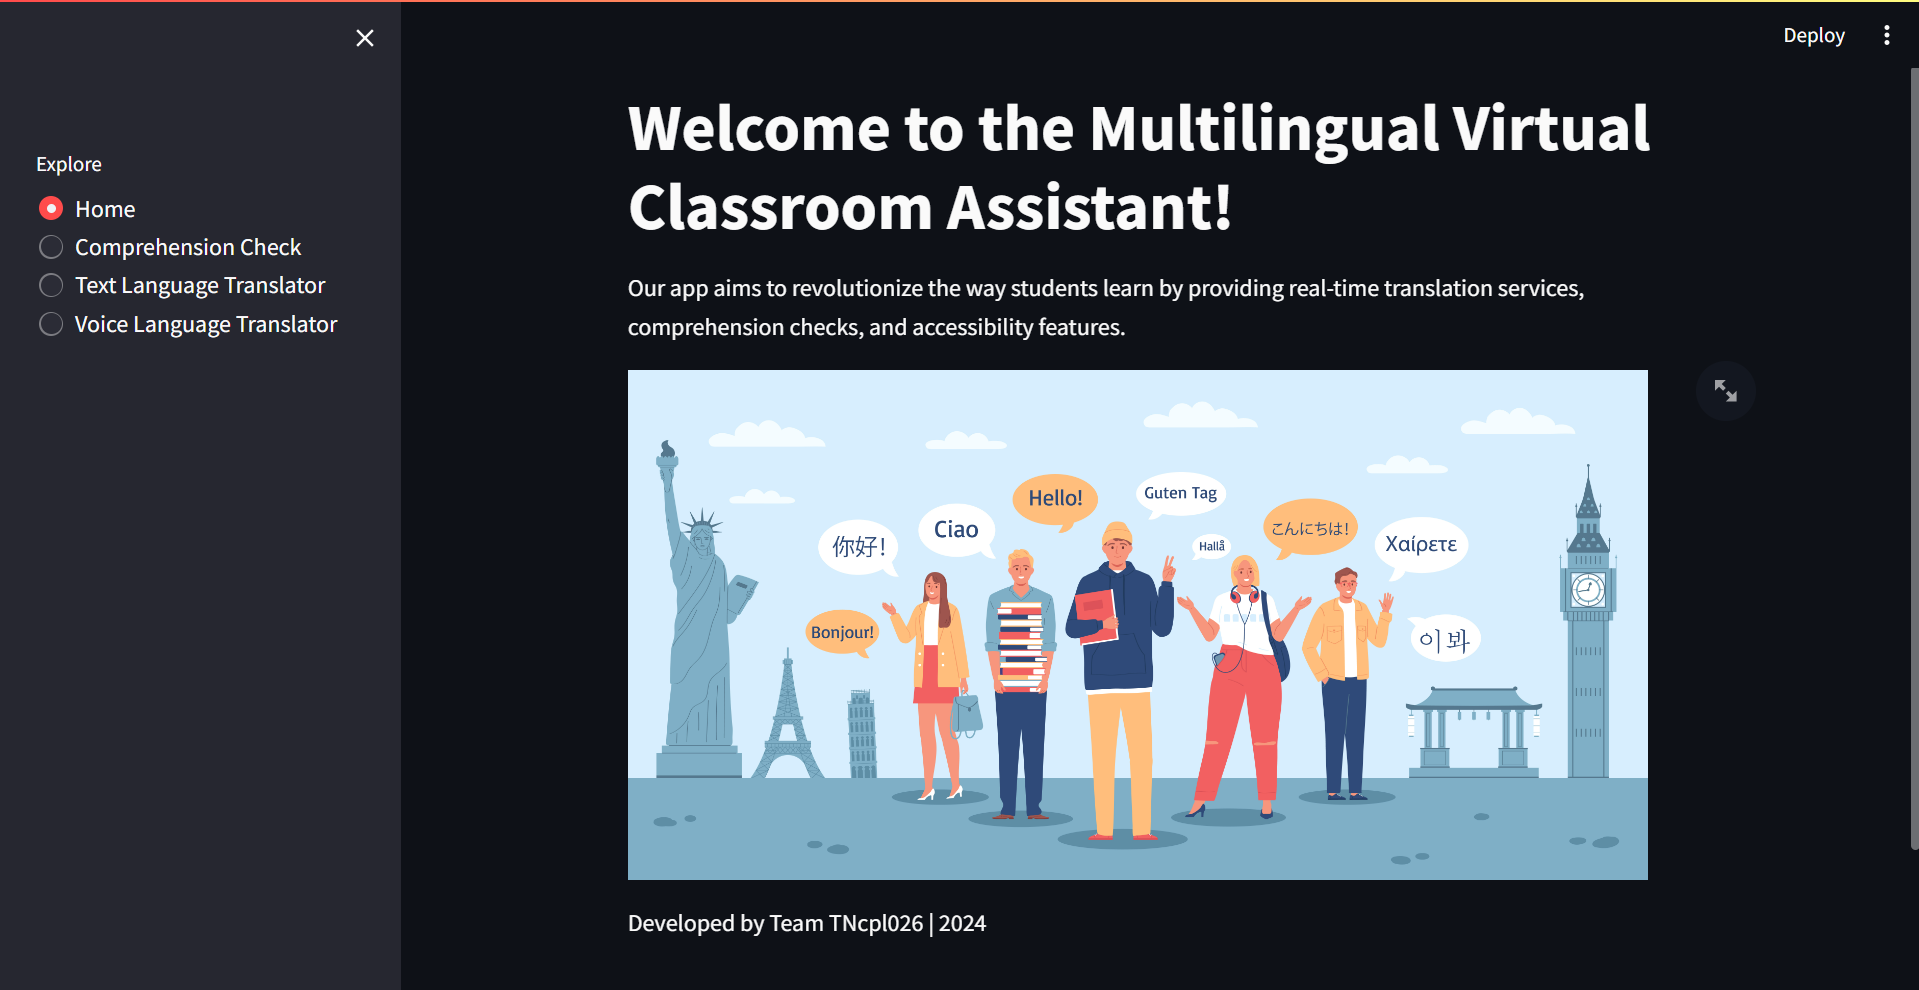 Deploy
Explore
Home
Comprehension Check
Text Language Translator
Voice Language Translator
Welcome to the Multilingual Virtual
Classroom Assistant!
Our app aims to revolutionize the way students learn by providing real-time translation services,
comprehension checks, and accessibility features.
Hello!
Guten Tag
你好!
Ciao
Hallå
こんにちは!
Χαίρετε
Bonjour!
이 봐
Developed by Team TNcpl026 | 2024